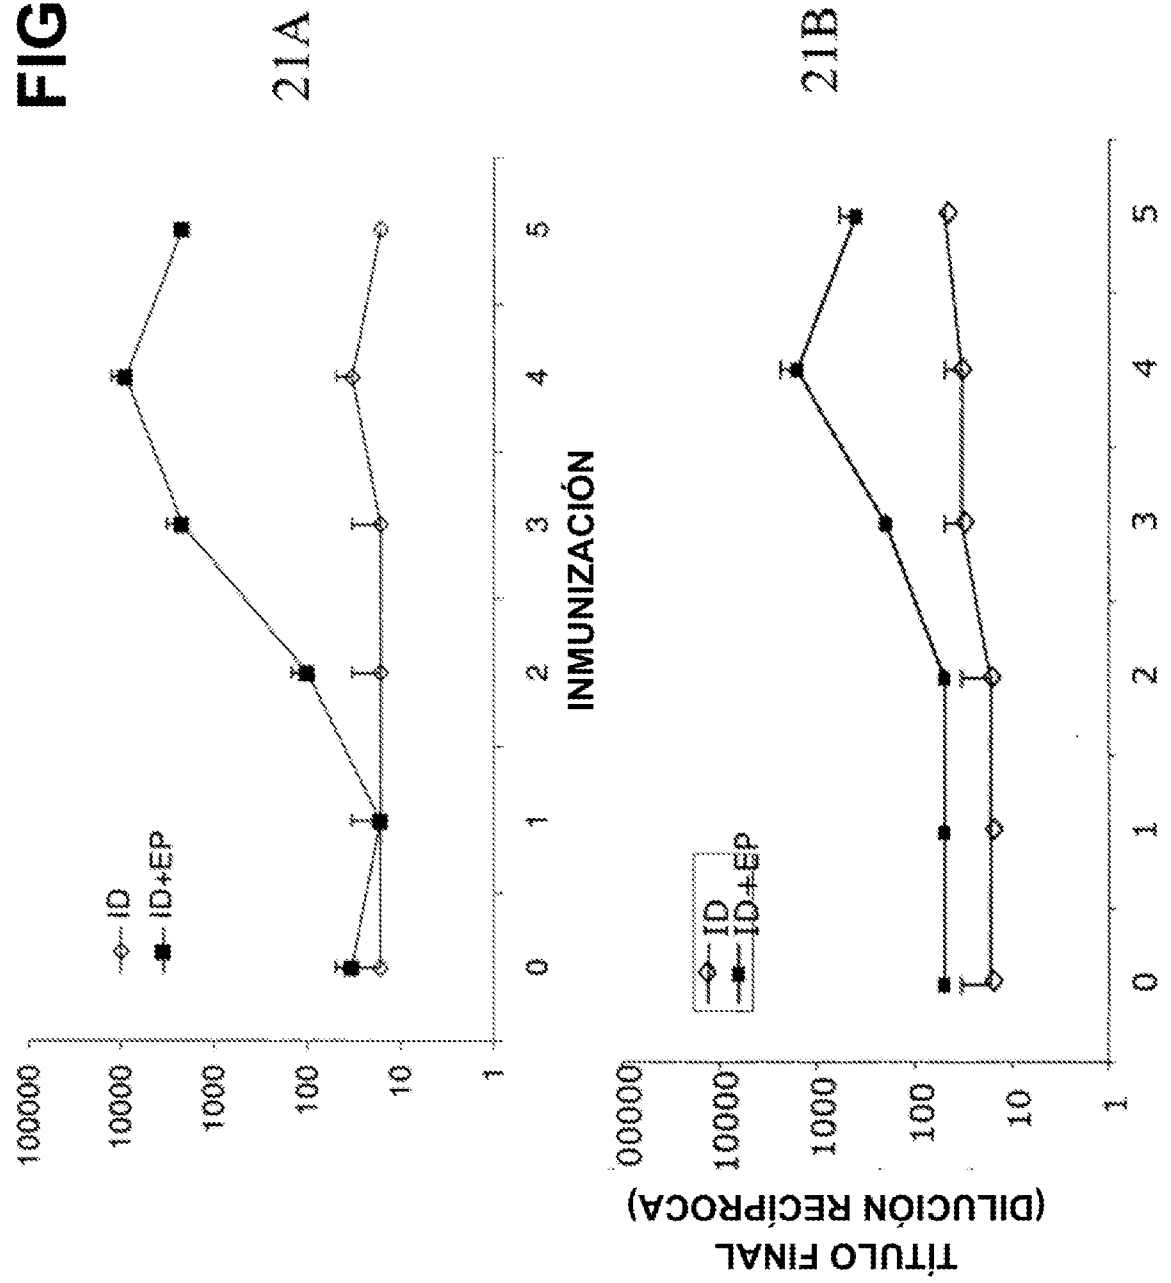 FIG
21A
ID
ID+EP
100000
10000
1000
100
10
1
0 1 2 3 4 5
INMUNIZACIÓN
21B
ID
ID+EP
00000
10000
1000
100
10
1
0 1 2 3 4 5
TÍTULO FINAL
(DILUCIÓN RECÍPROCA)